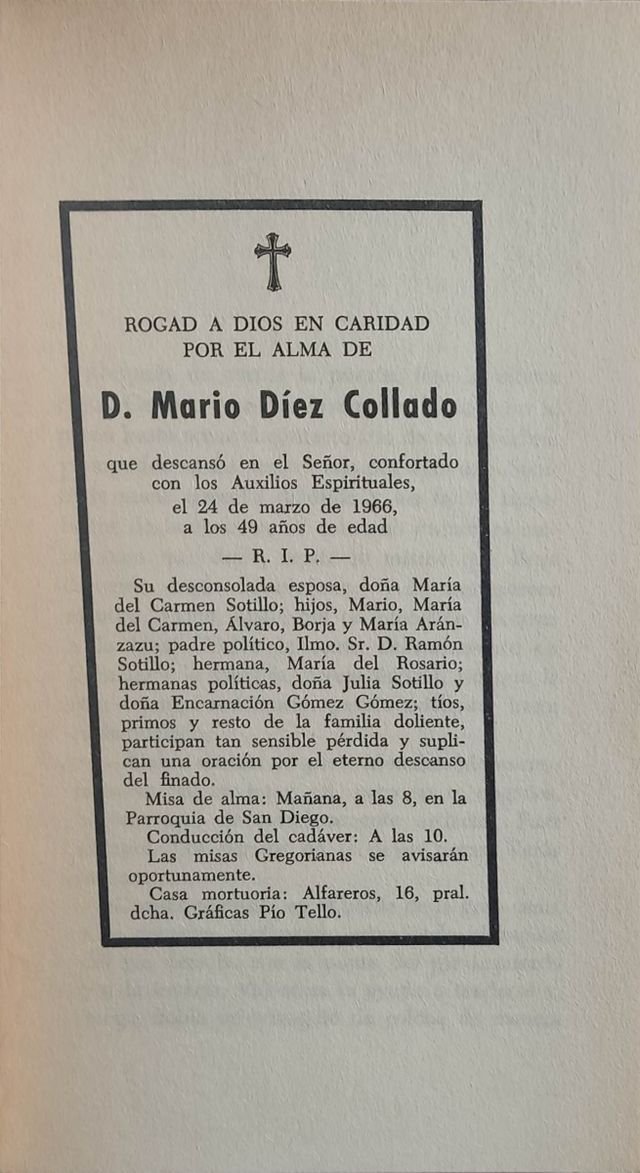 ROGAD A DIOS EN CARIDAD
POR EL ALMA DE
D. Mario Díez Collado
que descansó en el Señor, confortado
con los Auxilios Espirituales,
el 24 de marzo de 1966,
a los 49 años de edad
— R. I. P. —
Su desconsolada esposa, doña María
del Carmen Sotillo; hijos, Mario, María
del Carmen, Álvaro, Borja y María Arán-
zazu; padre político, Ilmo. Sr. D. Ramón
Sotillo; hermana, María del Rosario;
hermanas políticas, doña Julia Sotillo y
doña Encarnación Gómez Gómez; tíos,
primos y resto de la familia doliente,
participan tan sensible pérdida y supli-
can una oración por el eterno descanso
del finado.
Misa de alma: Mañana, a las 8, en la
Parroquia de San Diego.
Conducción del cadáver: A las 10.
Las misas Gregorianas se avisarán
oportunamente.
Casa mortuoria: Alfareros, 16, pral.
dcha. Gráficas Pío Tello.